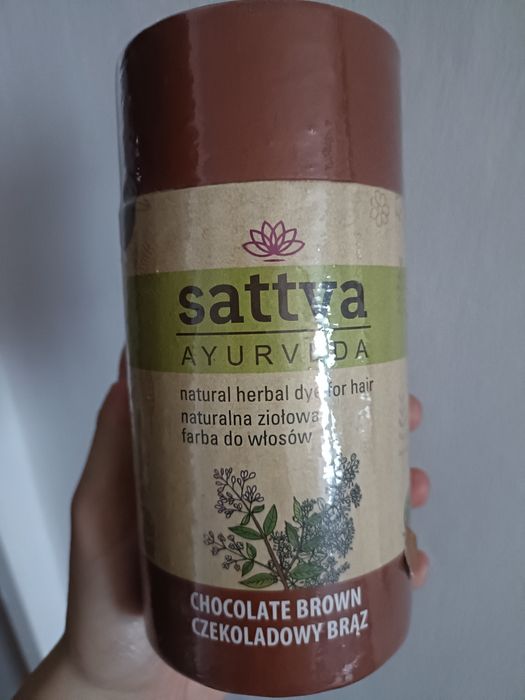 sattva
AYURVEDA
natural herbal dye for hair
naturalna ziołowa
farba do włosów
CHOCOLATE BROWN
CZEKOLADOWY BRĄZ